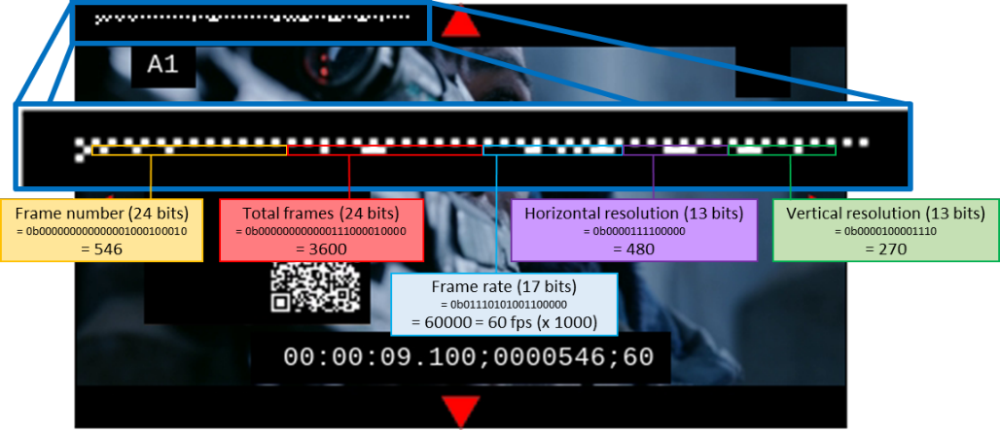 A1
Frame number (24 bits)
= 0b000000000000001000100010
= 546
Total frames (24 bits)
= 0b000000000000111000010000
= 3600
Horizontal resolution (13 bits)
= 0b0000111100000
= 480
Vertical resolution (13 bits)
= 0b0000100001110
= 270
Frame rate (17 bits)
= 0b01110101001100000
= 60000 = 60 fps (x 1000)
00:00:09.100;0000546;60